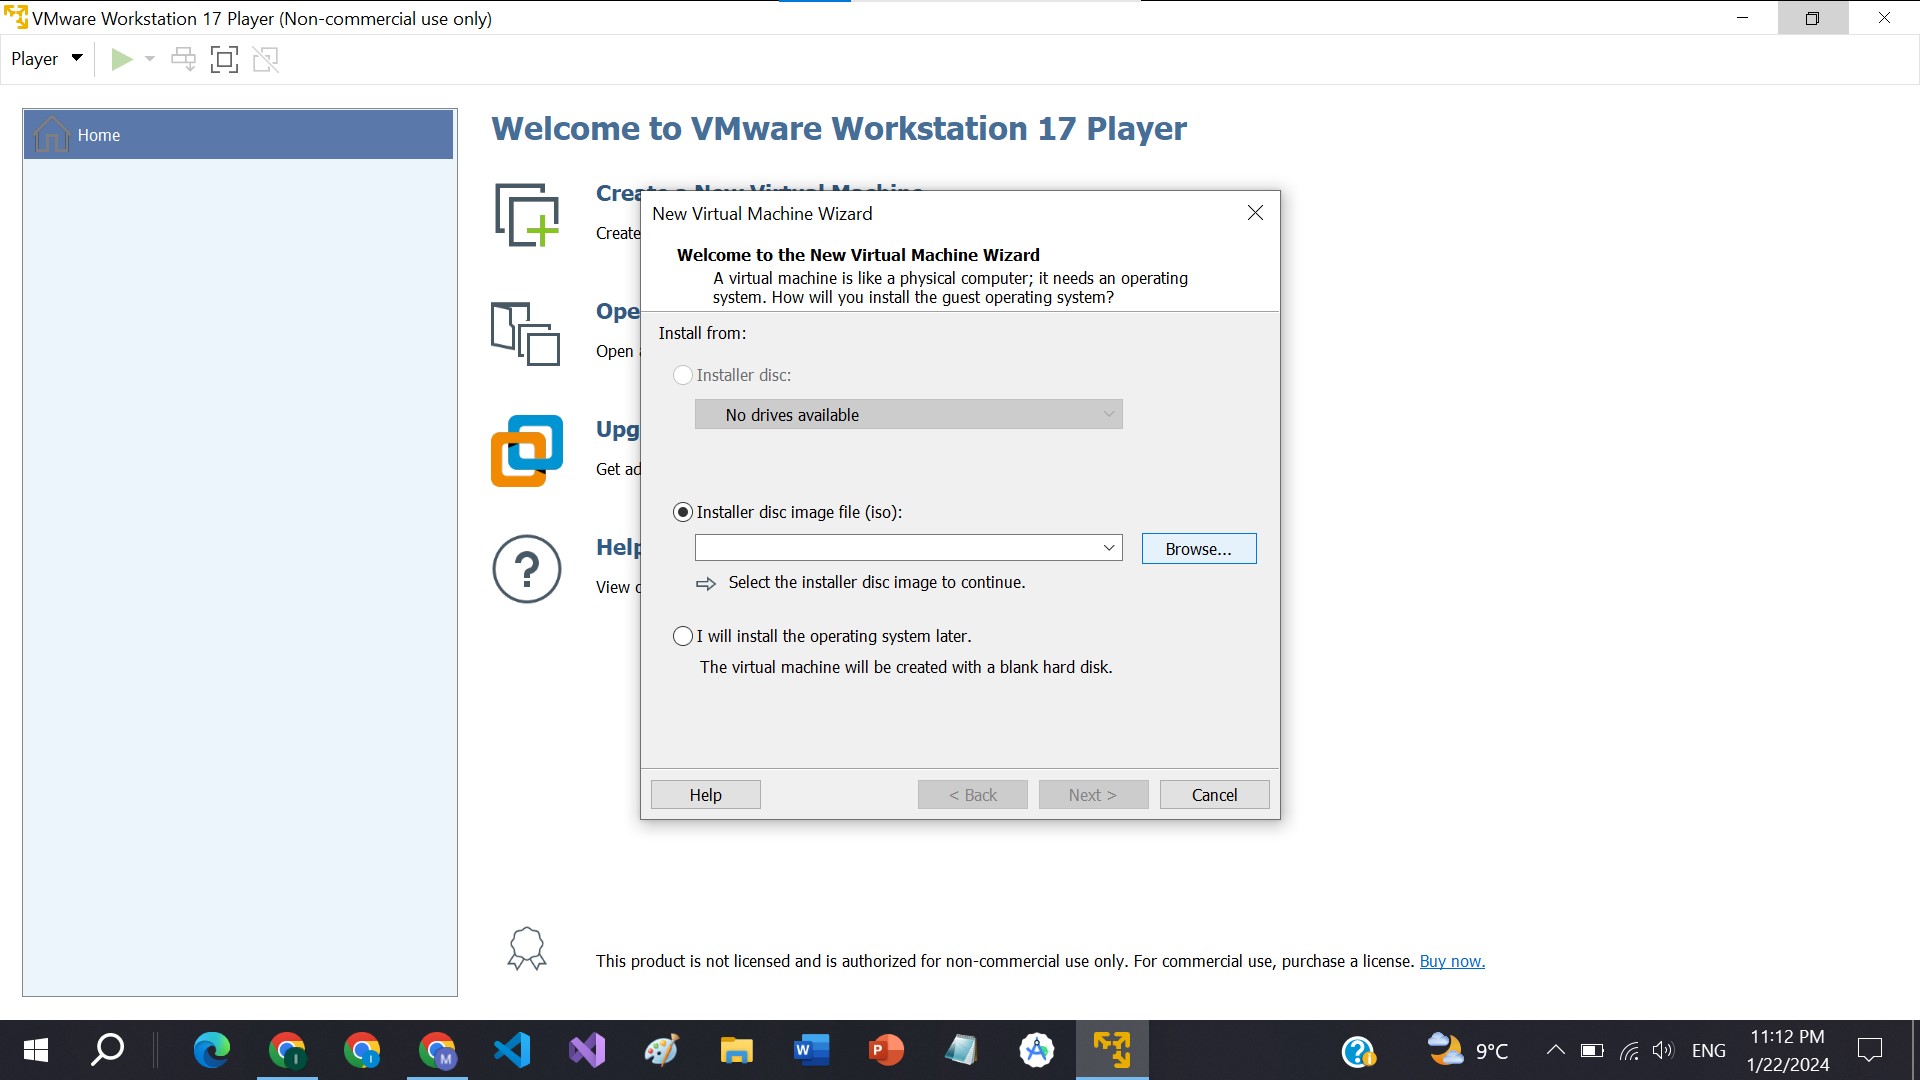 VMware Workstation 17 Player (Non-commercial use only)
Player
Home
Welcome to VMware Workstation 17 Player
Create a New Virtual Machine
Create
Ope
Open
Upg
Get ad
Help
View
New Virtual Machine Wizard
Welcome to the New Virtual Machine Wizard
A virtual machine is like a physical computer; it needs an operating
system. How will you install the guest operating system?
Install from:
Installer disc:
No drives available
Installer disc image file (iso):
Browse...
Select the installer disc image to continue.
I will install the operating system later.
The virtual machine will be created with a blank hard disk.
Help
< Back
Next >
Cancel
This product is not licensed and is authorized for non-commercial use only. For commercial use, purchase a license. Buy now.
9°C
ENG
11:12 PM
1/22/2024